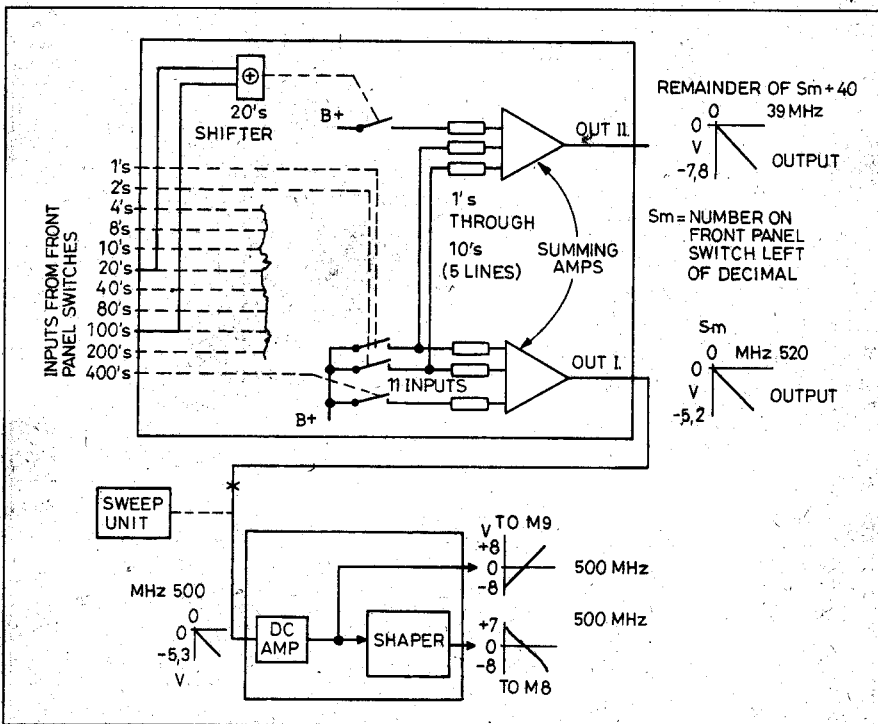 20's
SHIFTER
B+
OUT II.
REMAINDER OF Sm+40
0
39 MHz
0
V
-7,8
OUTPUT
INPUTS FROM FRONT
PANEL SWITCHES
1's
2's
4's
8's
10's
20's
40's
80's
100's
200's
400's
1's
THROUGH
10's
(5 LINES)
SUMMING
AMPS
Sm= NUMBER ON
FRONT PANEL
SWITCH LEFT
OF DECIMAL
11 INPUTS
B+
OUT I.
Sm
0
MHz 520
0
V
-5,2
OUTPUT
SWEEP
UNIT
MHz 500
0
0
-5,3
V
DC
AMP
SHAPER
V TO M9
+8
0
-8
500 MHz
+7
0
-8
500 MHz
TO M8